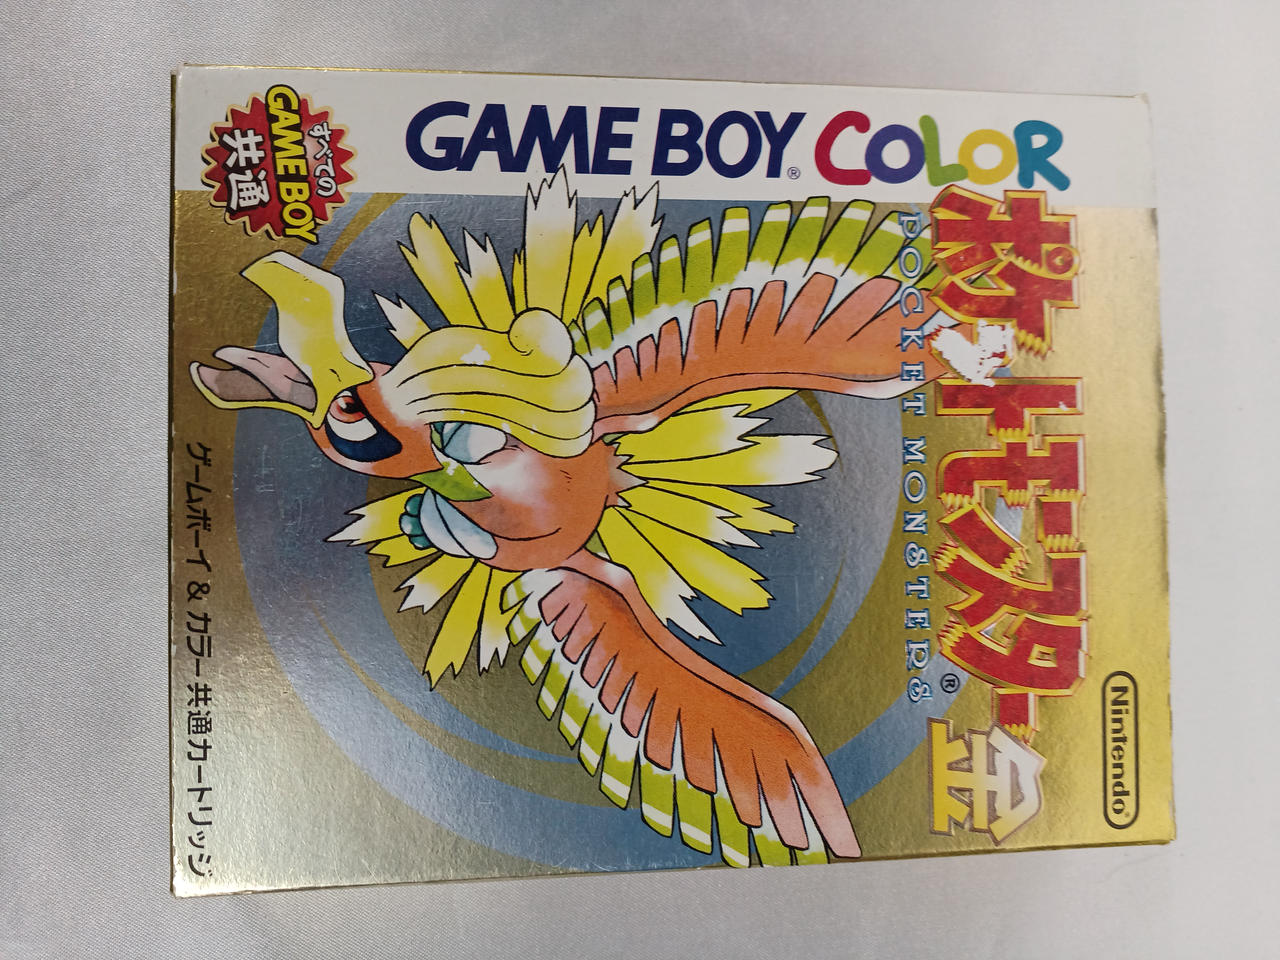 GAME BOY® COLOR
すべての
GAME BOY
共通
ポケットモンスター
POCKET MONSTERS®
金
Nintendo®
ゲームボーイ & カラー共通カートリッジ